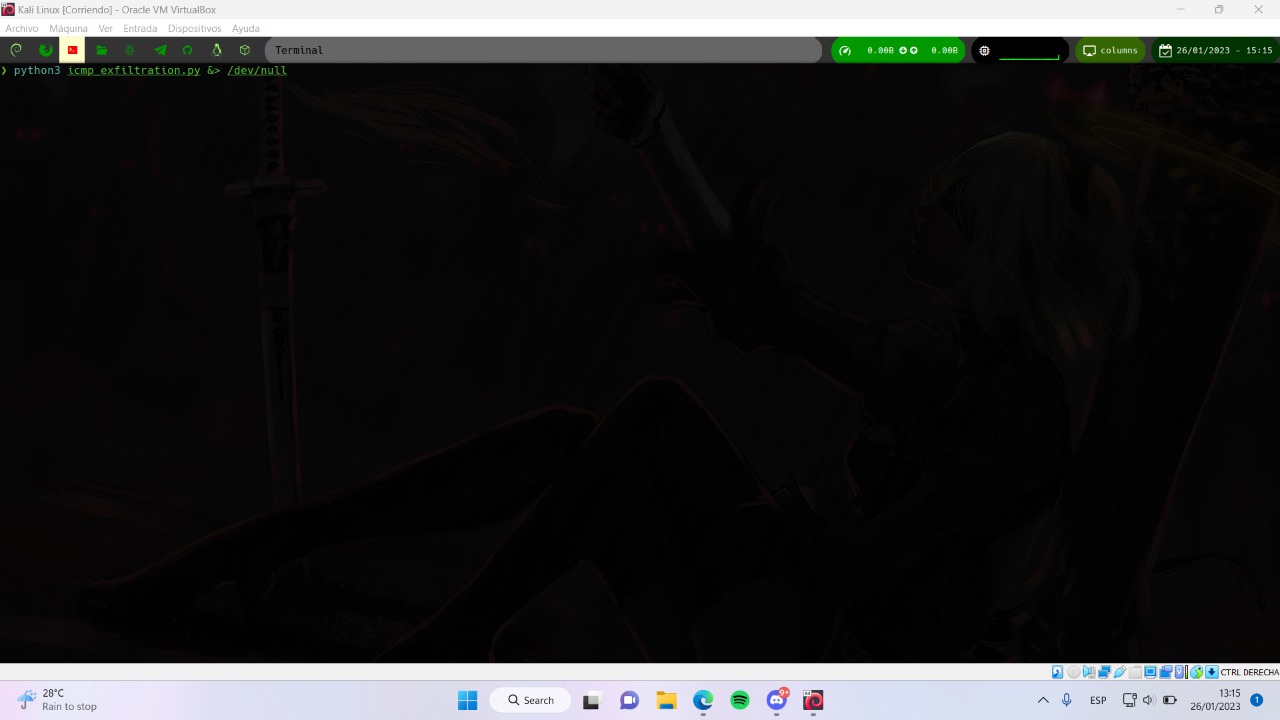 Kali Linux [Corriendo] - Oracle VM VirtualBox
Archivo Máquina Ver Entrada Dispositivos Ayuda
Terminal 0.00B 0.00B columns 26/01/2023 - 15:15
❯ python3 icmp_exfiltration.py &> /dev/null
CTRL DERECHA
28°C
Rain to stop
Search
9+
ESP
13:15
26/01/2023
1